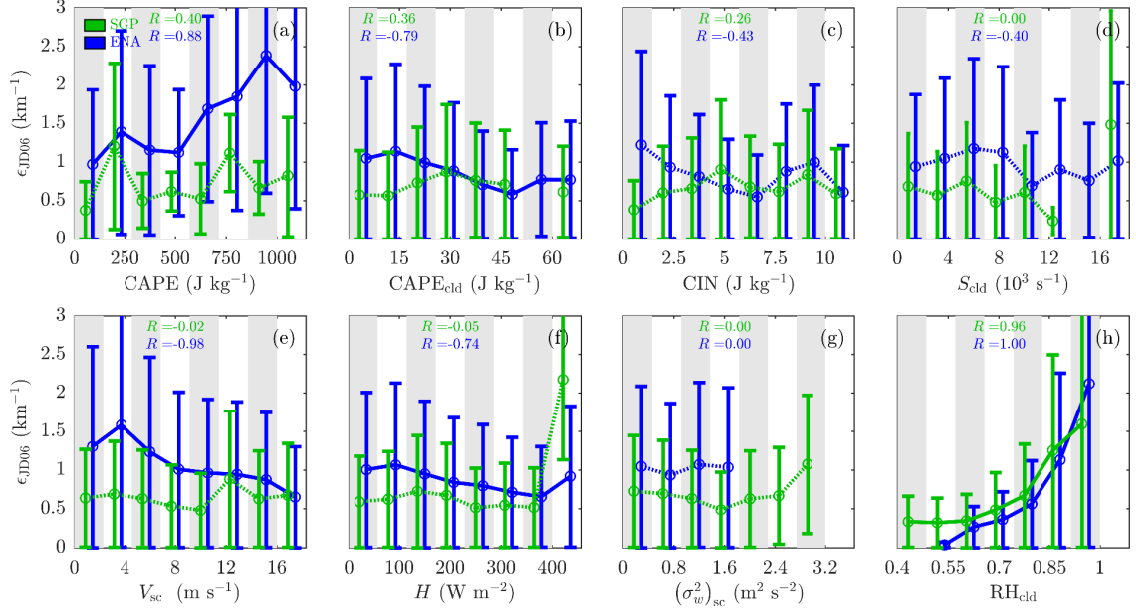 3
2.5
2
1.5
1
0.5
0
ϵJD06 (km−1)
SGP
ENA
R =0.40
R =0.88
(a)
0 250 500 750 1000
CAPE (J kg−1)
R =0.36
R =-0.79
(b)
0 15 30 45 60
CAPEcld (J kg−1)
R =0.26
R =-0.43
(c)
0 2.5 5 7.5 10
CIN (J kg−1)
R =0.00
R =-0.40
(d)
0 4 8 12 16
Scld (10³ s−1)
3
2.5
2
1.5
1
0.5
0
ϵJD06 (km−1)
R =-0.02
R =-0.98
(e)
0 4 8 12 16
Vsc (m s−1)
R =-0.05
R =-0.74
(f)
0 100 200 300 400
H (W m−2)
R =0.00
R =0.00
(g)
0 0.8 1.6 2.4 3.2
(σ²w)sc (m² s−2)
R =0.96
R =1.00
(h)
0.4 0.55 0.7 0.85 1
RHcld